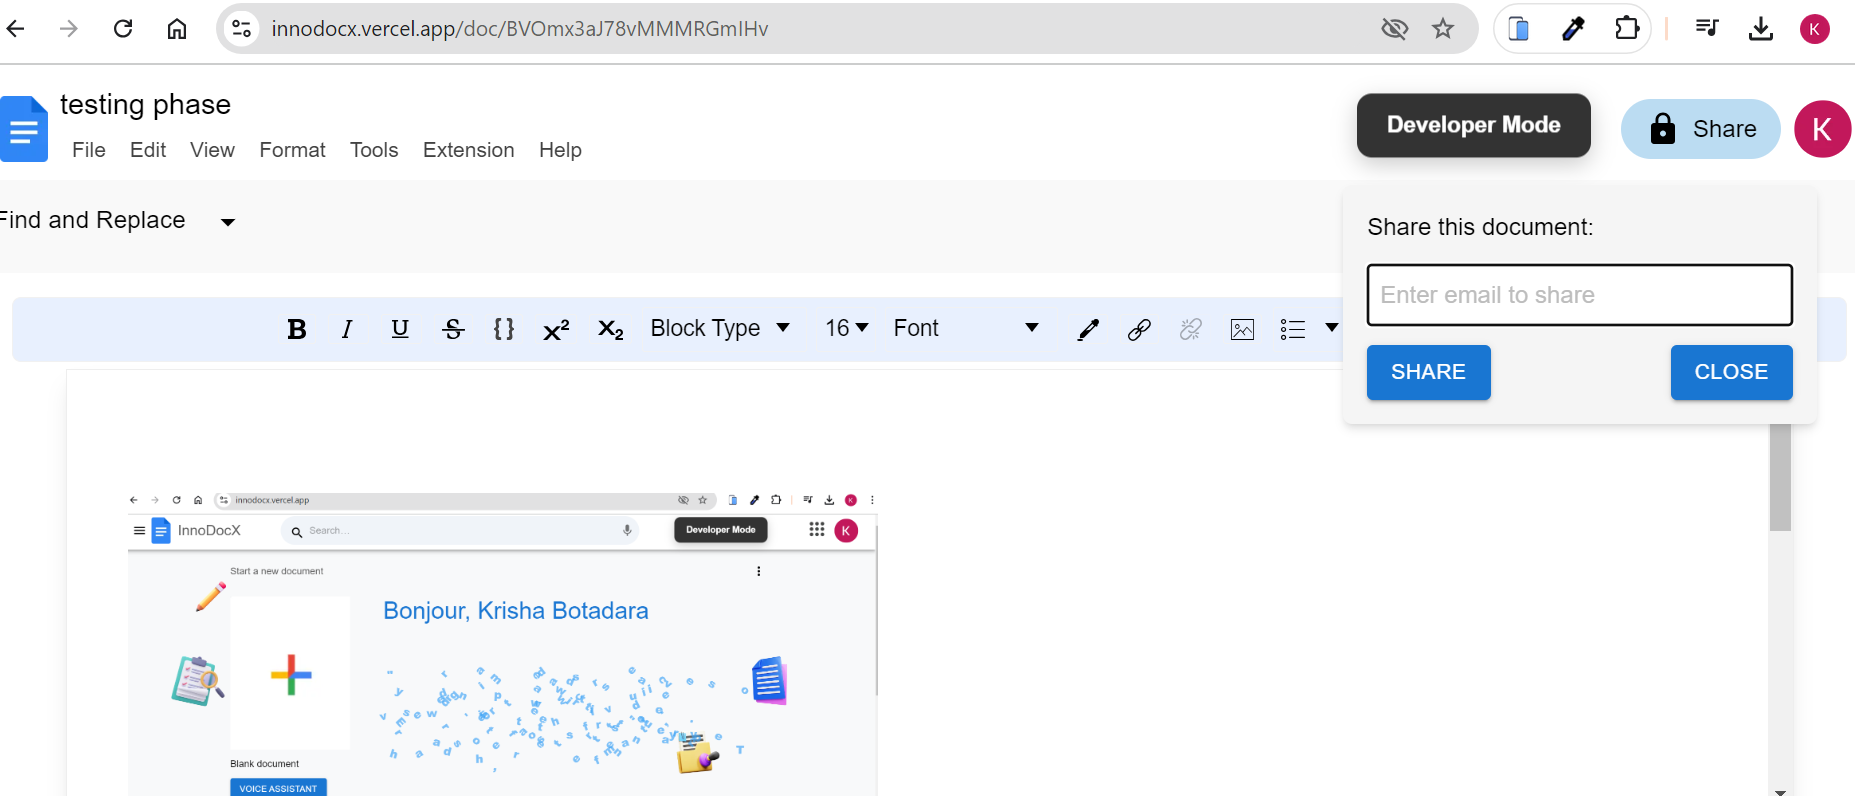 innodocx.vercel.app/doc/BVOmx3aJ78vMMMRGmIHv
K
testing phase
File Edit View Format Tools Extension Help
Developer Mode
Share
K
Find and Replace
Share this document:
Enter email to share
SHARE CLOSE
B I U S {} X² X₂ Block Type 16 Font
innodocx.vercel.app
K
InnoDocX
Search...
Developer Mode
K
Start a new document
Bonjour, Krisha Botadara
Blank document
VOICE ASSISTANT